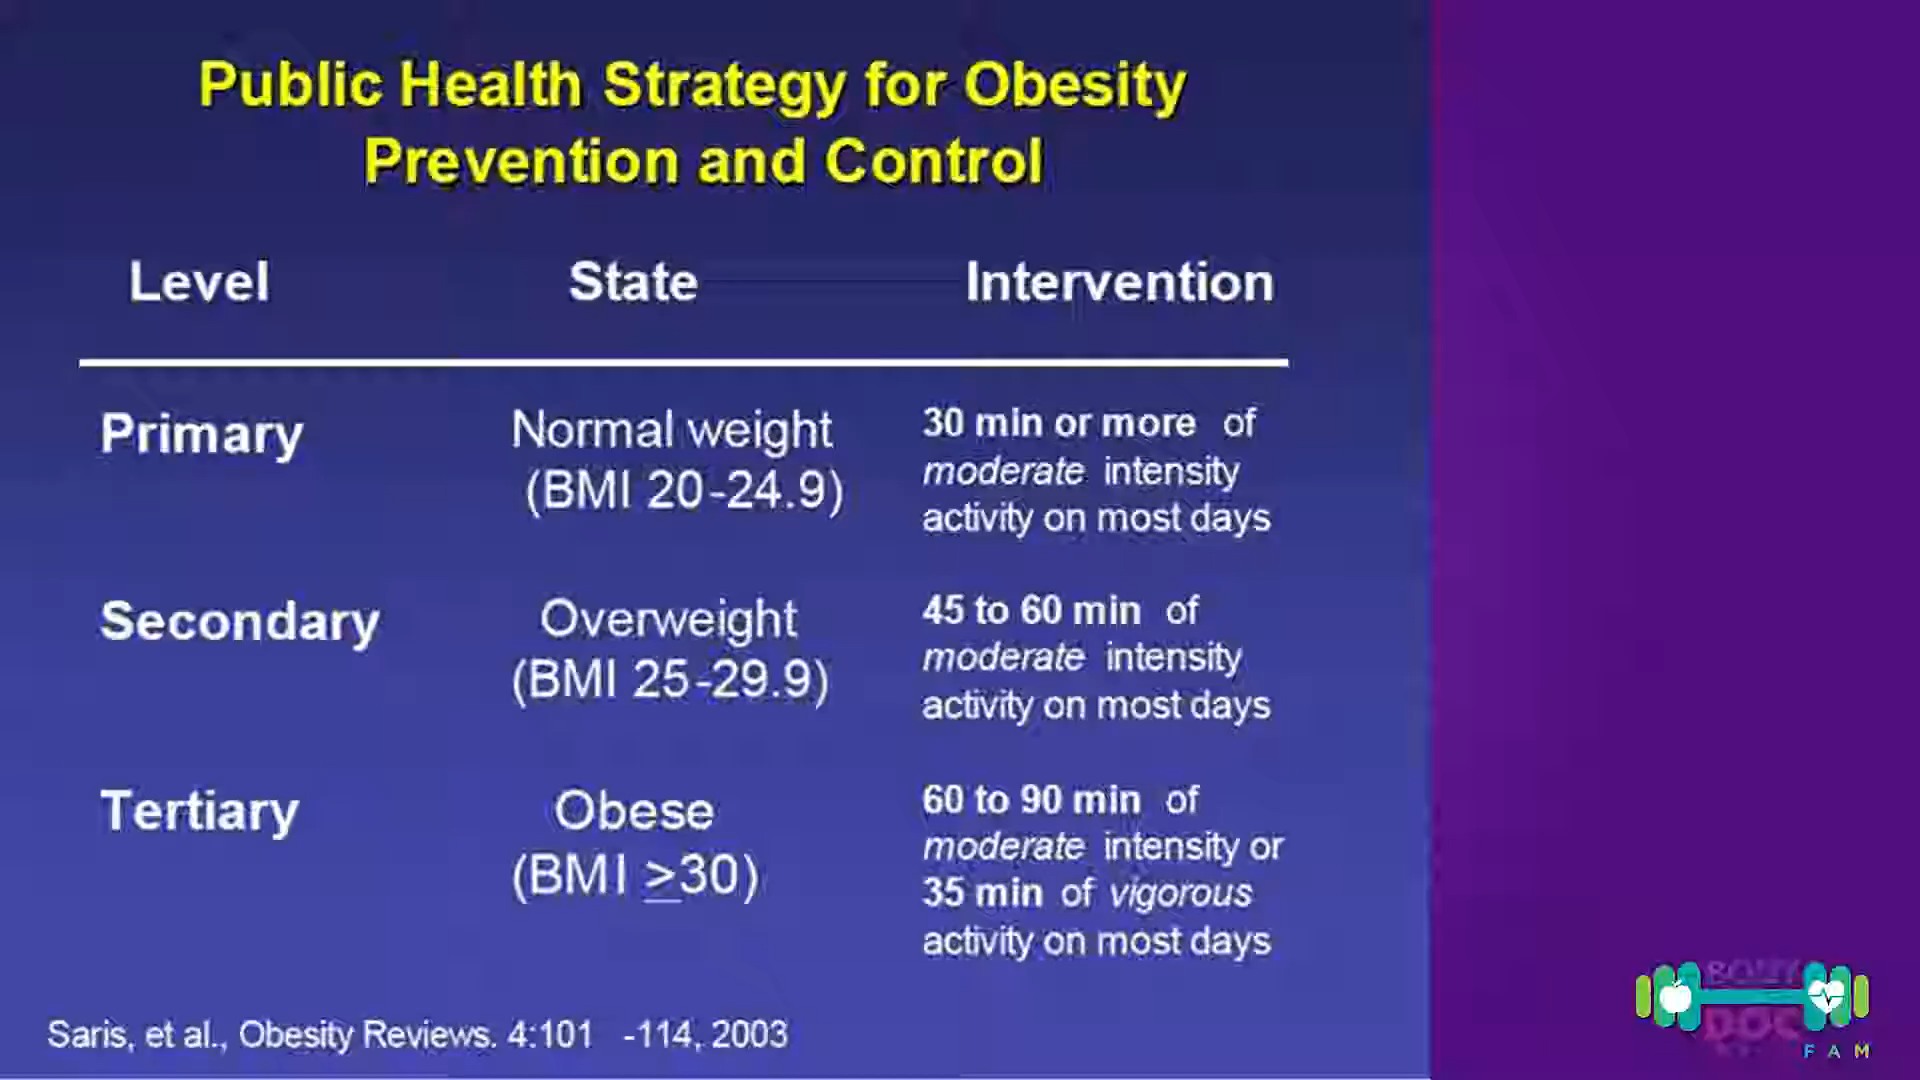 Public Health Strategy for Obesity
Prevention and Control
Level State Intervention
Primary Normal weight (BMI 20-24.9) 30 min or more of moderate intensity activity on most days
Secondary Overweight (BMI 25-29.9) 45 to 60 min of moderate intensity activity on most days
Tertiary Obese (BMI ≥30) 60 to 90 min of moderate intensity or 35 min of vigorous activity on most days
Saris, et al., Obesity Reviews. 4:101 -114, 2003
BODY
DOC
FAM